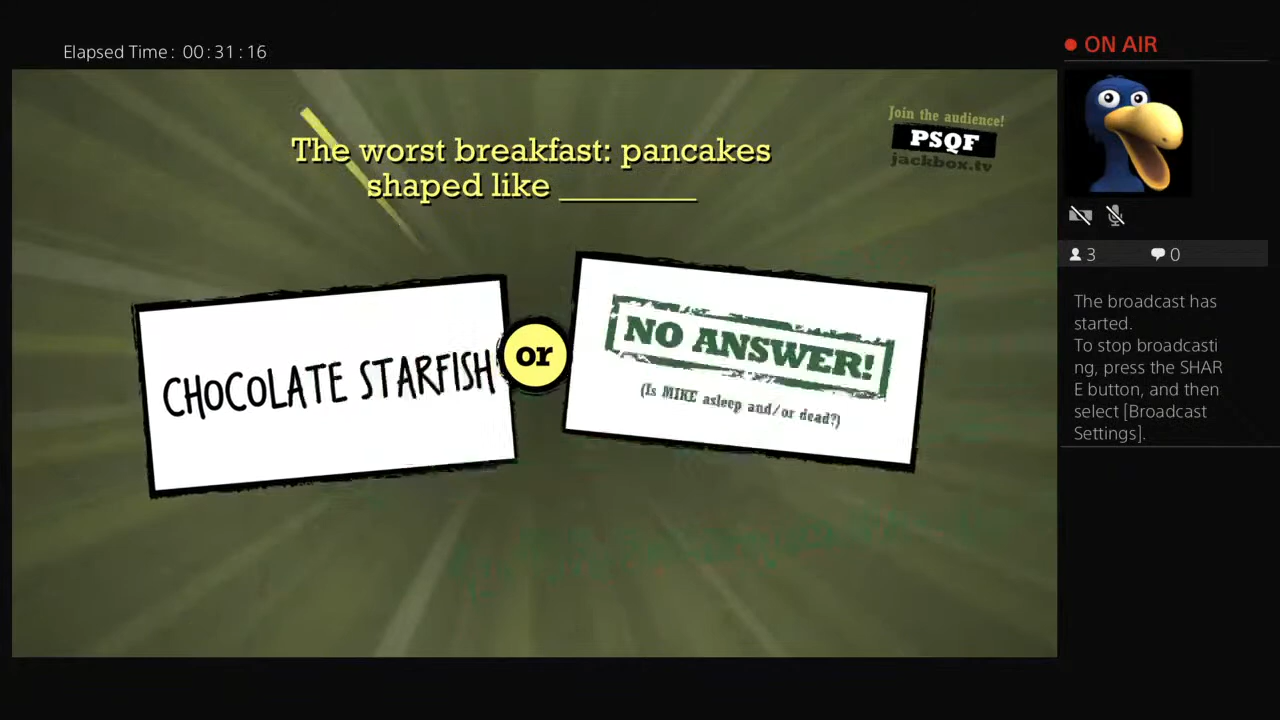 Elapsed Time: 00:31:16
ON AIR
Join the audience!
PSQF
jackbox.tv
The worst breakfast: pancakes
shaped like ________
CHOCOLATE STARFISH
or
NO ANSWER!
(Is MIKE asleep and/or dead?)
3
0
The broadcast has
started.
To stop broadcasti
ng, press the SHAR
E button, and then
select [Broadcast
Settings].